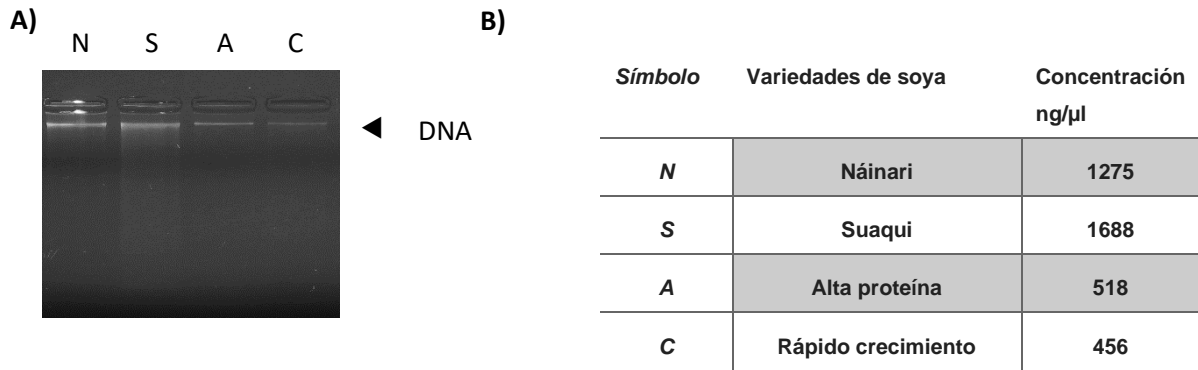 A)
N S A C
DNA
B)
Símbolo Variedades de soya Concentración
ng/µl
N Náinari 1275
S Suaqui 1688
A Alta proteína 518
C Rápido crecimiento 456